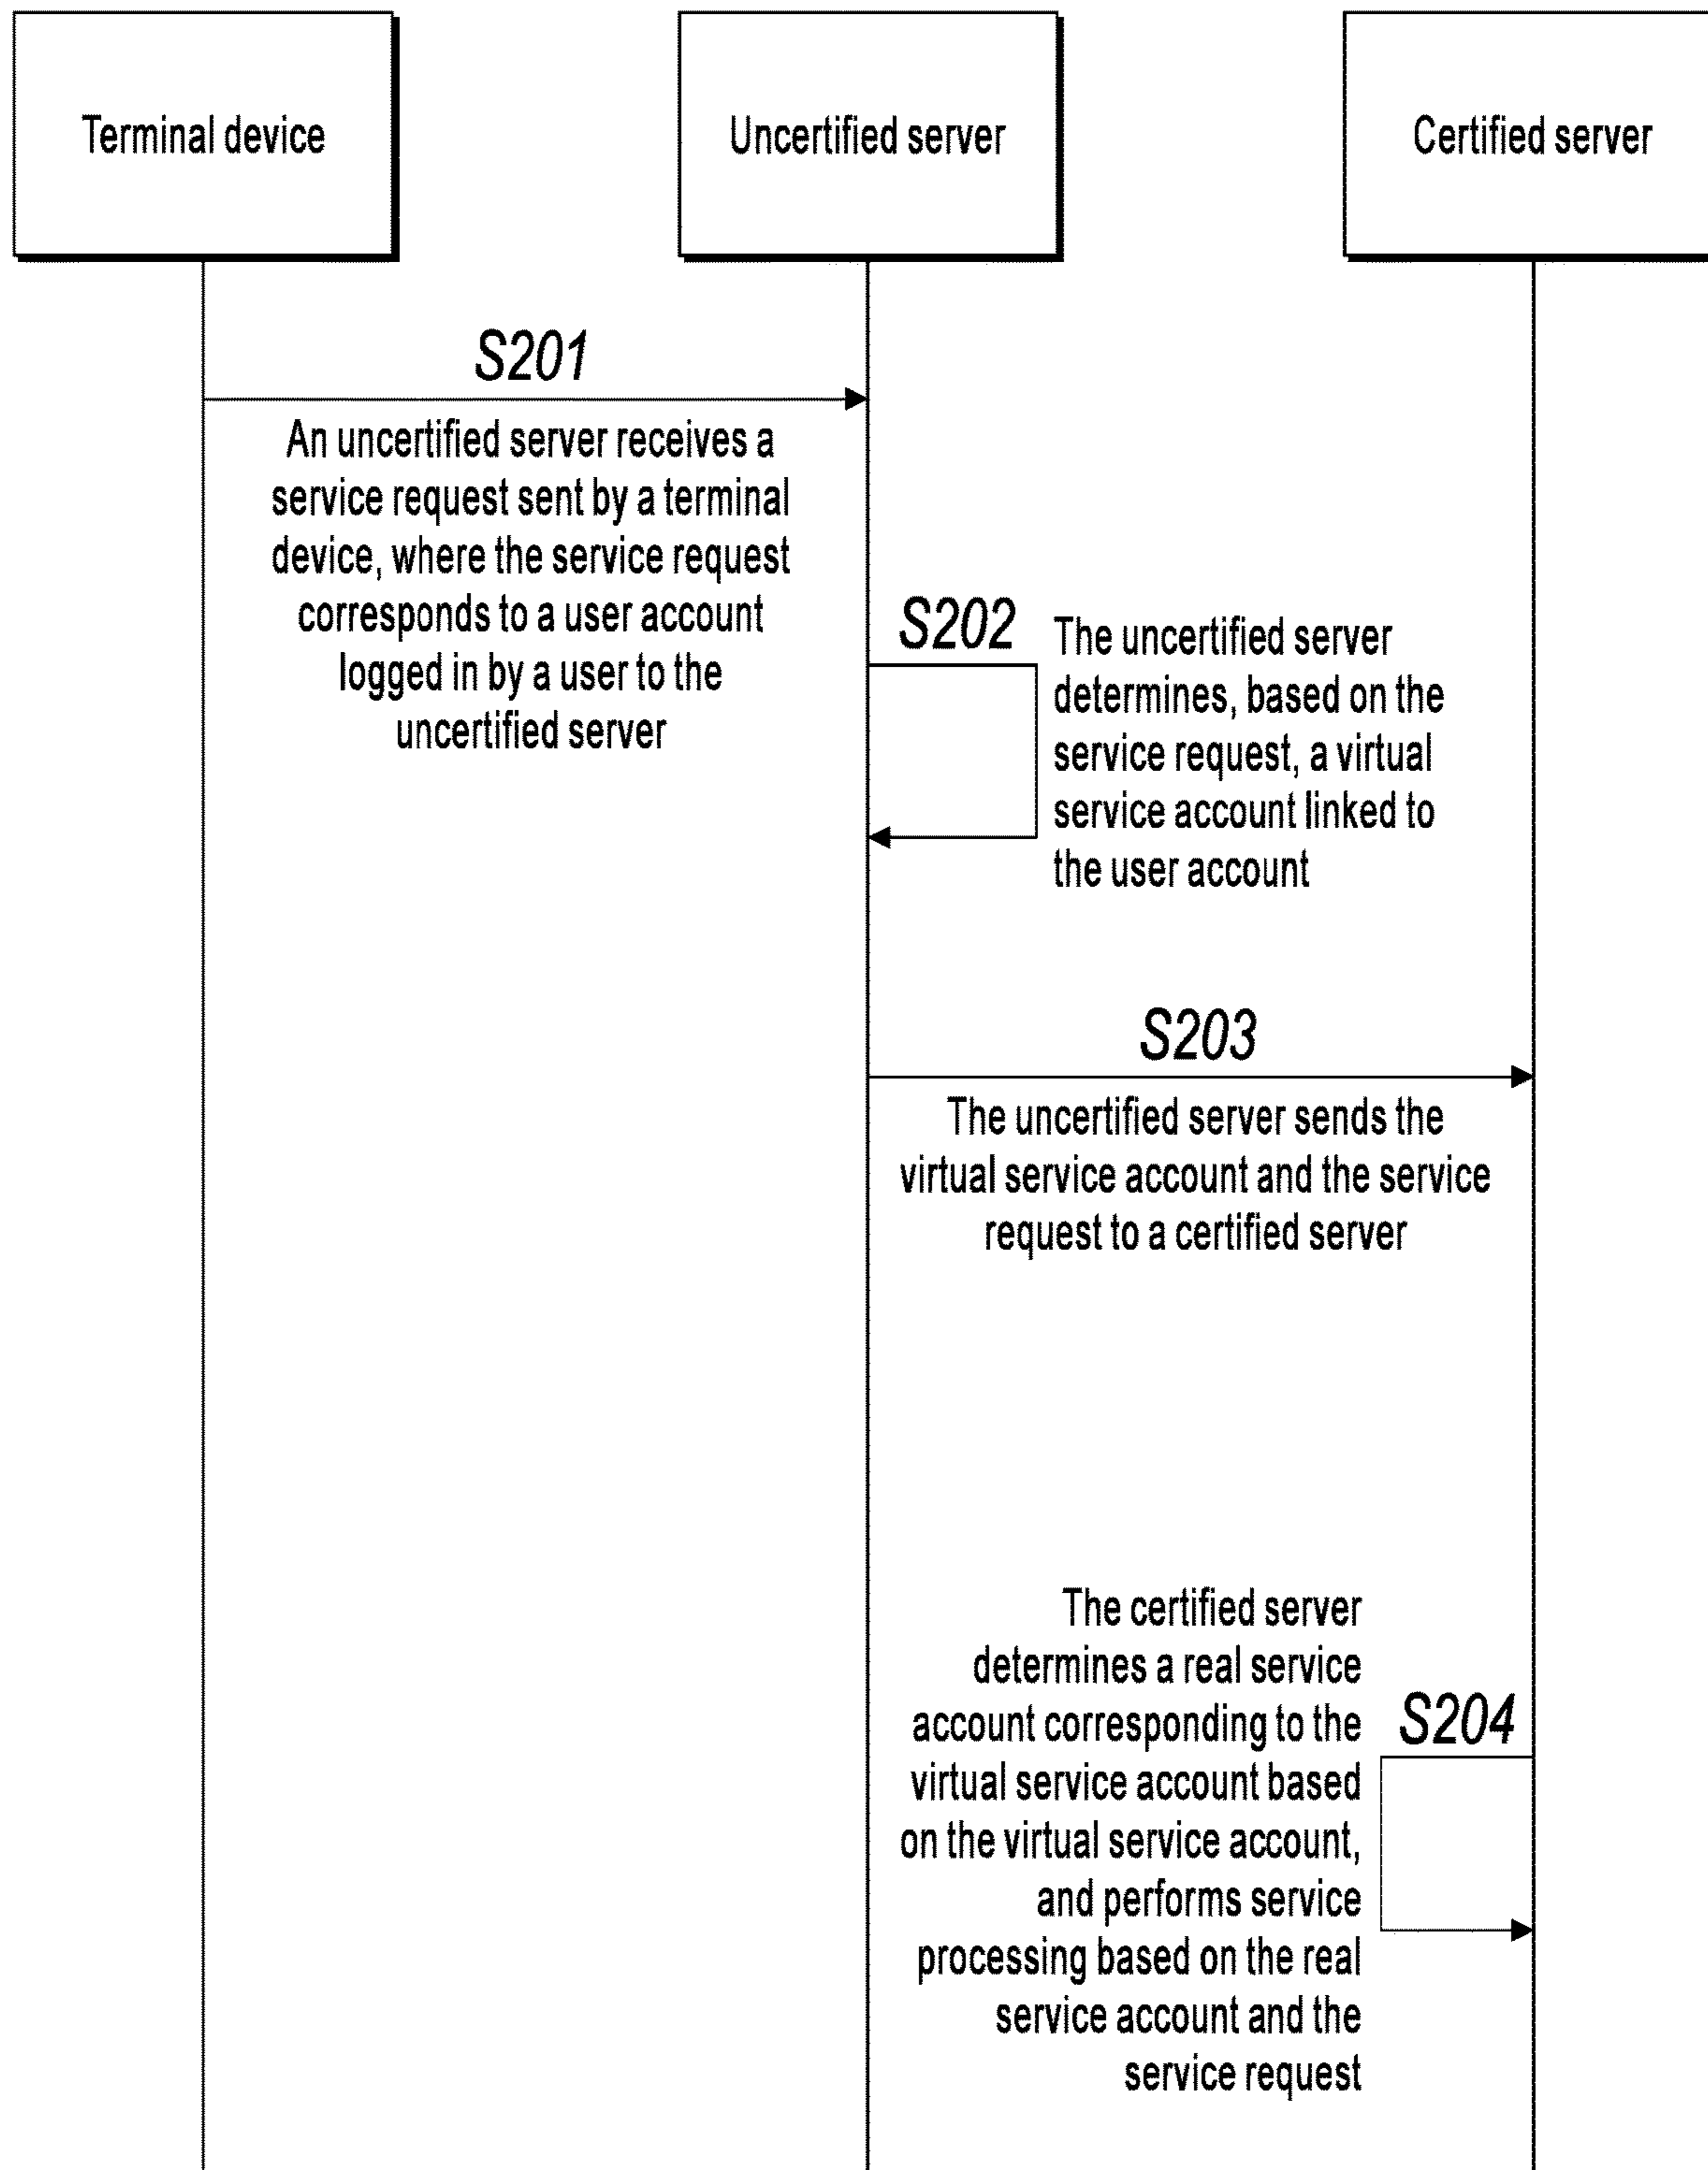 Terminal device
Uncertified server
Certified server
S201
An uncertified server receives a
service request sent by a terminal
device, where the service request
corresponds to a user account
logged in by a user to the
uncertified server
S202
The uncertified server
determines, based on the
service request, a virtual
service account linked to
the user account
S203
The uncertified server sends the
virtual service account and the service
request to a certified server
The certified server
determines a real service
account corresponding to the
virtual service account based
on the virtual service account,
and performs service
processing based on the real
service account and the
service request
S204